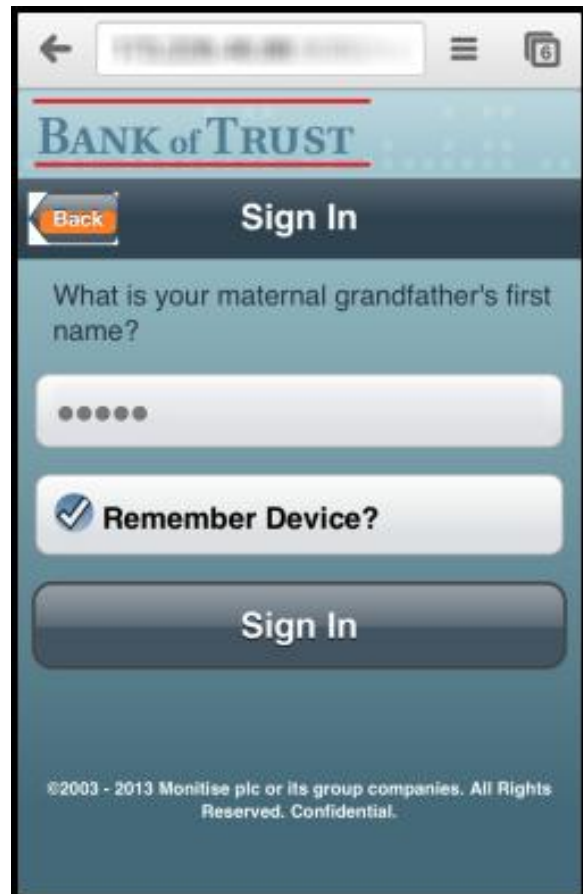 6
BANK of TRUST
Back
Sign In
What is your maternal grandfather's first
name?
●●●●●
Remember Device?
Sign In
©2003 - 2013 Monitise plc or its group companies. All Rights
Reserved. Confidential.